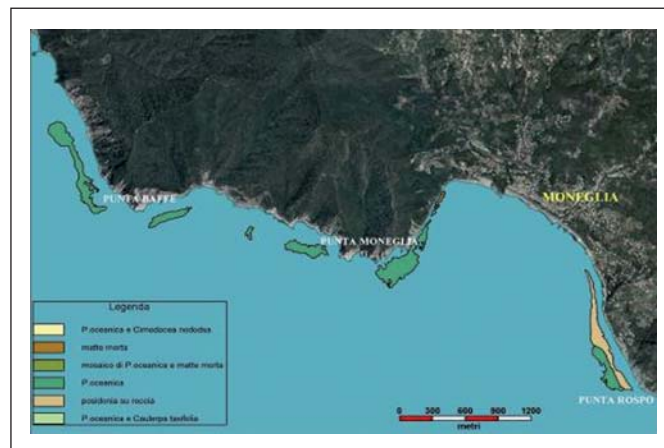 MONEGLIA
PUNTA BAFFE
PUNTA MONEGLIA
PUNTA ROSPO
Legenda
P.oceanica e Cimodocea nodosa
matte morta
mosaico di P.oceanica e matte morta
P.oceanica
posidonia su roccia
P.oceanica e Caulerpa taxifolia
0 300 600 900 1200
metri